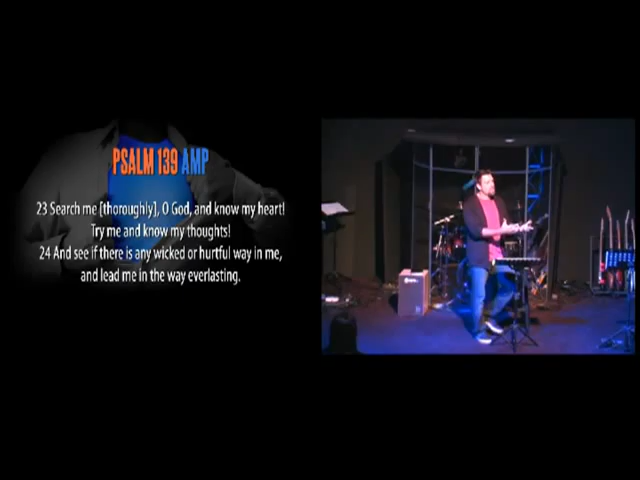 PSALM 139 AMP
23 Search me [thoroughly], O God, and know my heart!
Try me and know my thoughts!
24 And see if there is any wicked or hurtful way in me,
and lead me in the way everlasting.